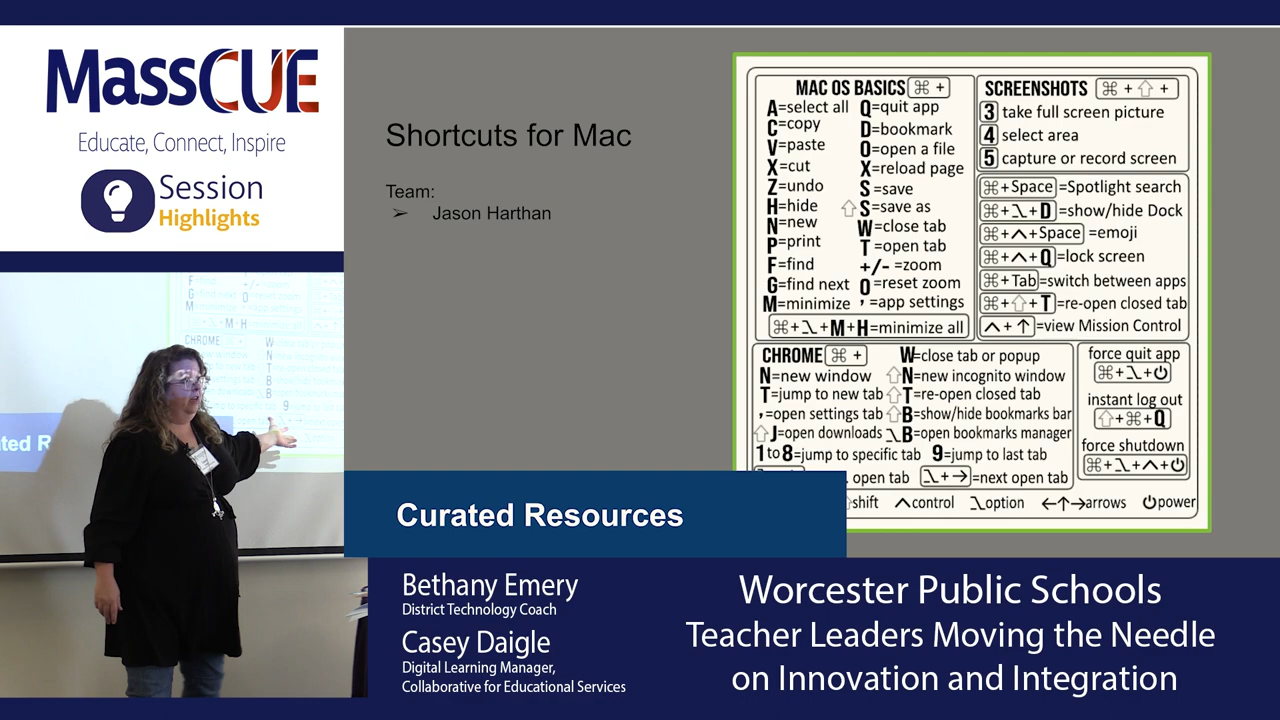 MassCUE
Educate, Connect, Inspire
Session
Highlights
Shortcuts for Mac
Team:
➢ Jason Harthan
MAC OS BASICS ⌘ +
A=select all Q=quit app
C=copy D=bookmark
V=paste O=open a file
X=cut X=reload page
Z=undo S=save
H=hide ⇧S=save as
N=new W=close tab
P=print T=open tab
F=find +/-=zoom
G=find next 0=reset zoom
M=minimize ,=app settings
⌘+⌥+M+H=minimize all
SCREENSHOTS ⌘ + ⇧ +
3 take full screen picture
4 select area
5 capture or record screen
⌘+Space=Spotlight search
⌘+⌥+D=show/hide Dock
⌘+^+Space=emoji
⌘+^+Q=lock screen
⌘+Tab=switch between apps
⌘+⇧+T=re-open closed tab
^+↑=view Mission Control
CHROME ⌘ + W=close tab or popup
N=new window ⇧N=new incognito window
T=jump to new tab ⇧T=re-open closed tab
,=open settings tab ⇧B=show/hide bookmarks bar
⇧J=open downloads ⌥B=open bookmarks manager
1 to 8=jump to specific tab 9=jump to last tab
open tab ⌥+→=next open tab
force quit app
⌘+⌥+⏻
instant log out
⇧+⌘+Q
force shutdown
⌘+⌥+^+⏻
shift ^control ⌥option ←↑→arrows ⏻power
Curated Resources
Bethany Emery
District Technology Coach
Casey Daigle
Digital Learning Manager,
Collaborative for Educational Services
Worcester Public Schools
Teacher Leaders Moving the Needle
on Innovation and Integration